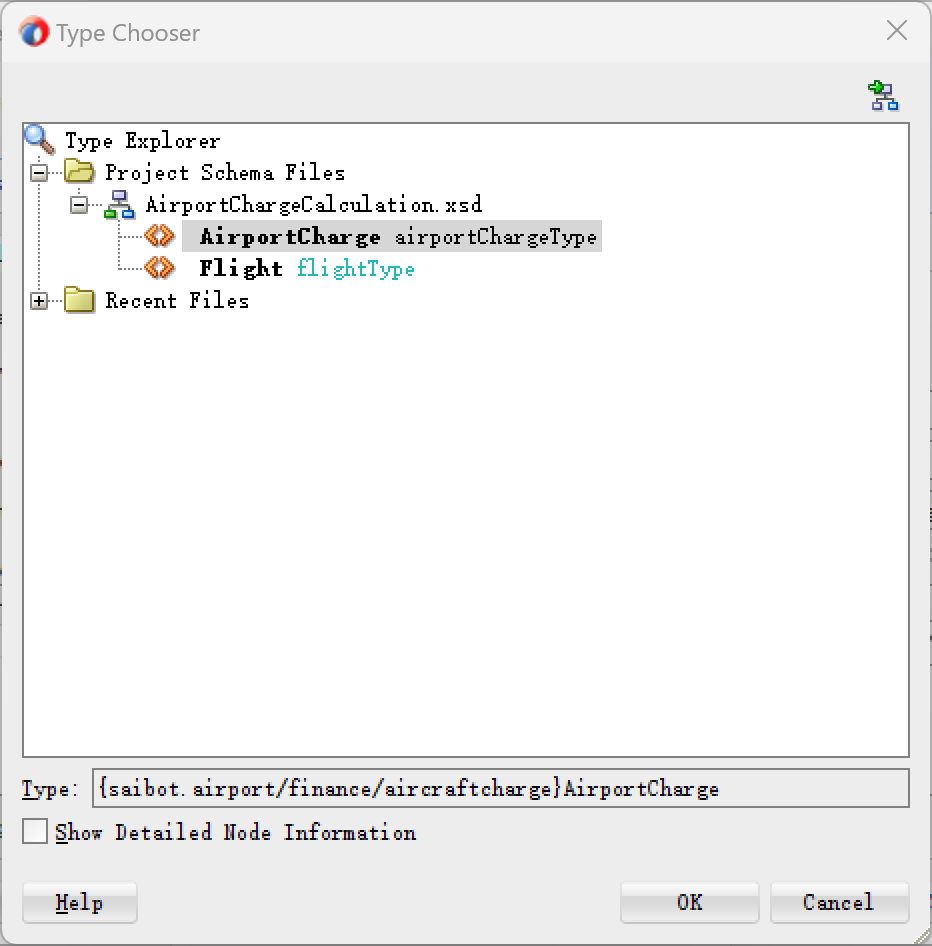 Type Chooser
Type Explorer
Project Schema Files
AirportChargeCalculation.xsd
AirportCharge airportChargeType
Flight flightType
Recent Files
Type: {saibot.airport/finance/aircraftcharge}AirportCharge
Show Detailed Node Information
Help OK Cancel